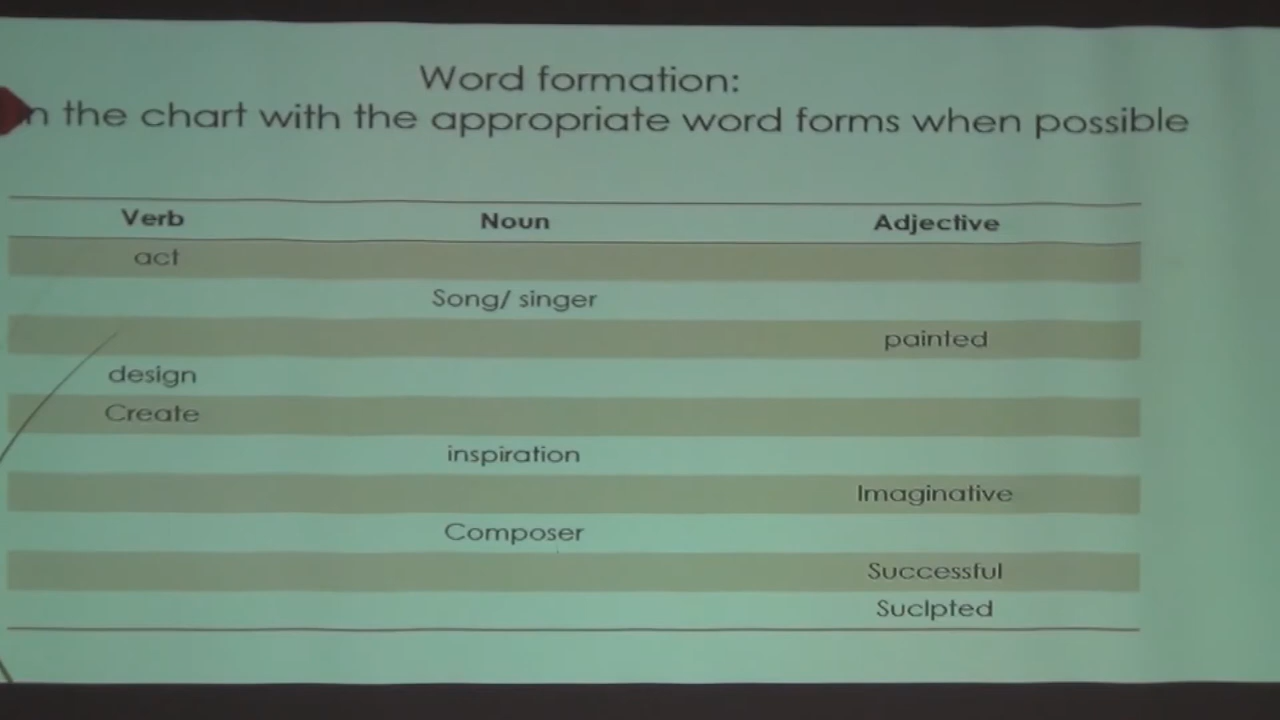 Word formation:
n the chart with the appropriate word forms when possible
Verb Noun Adjective
act
Song/ singer
painted
design
Create
inspiration
Imaginative
Composer
Successful
Suclpted